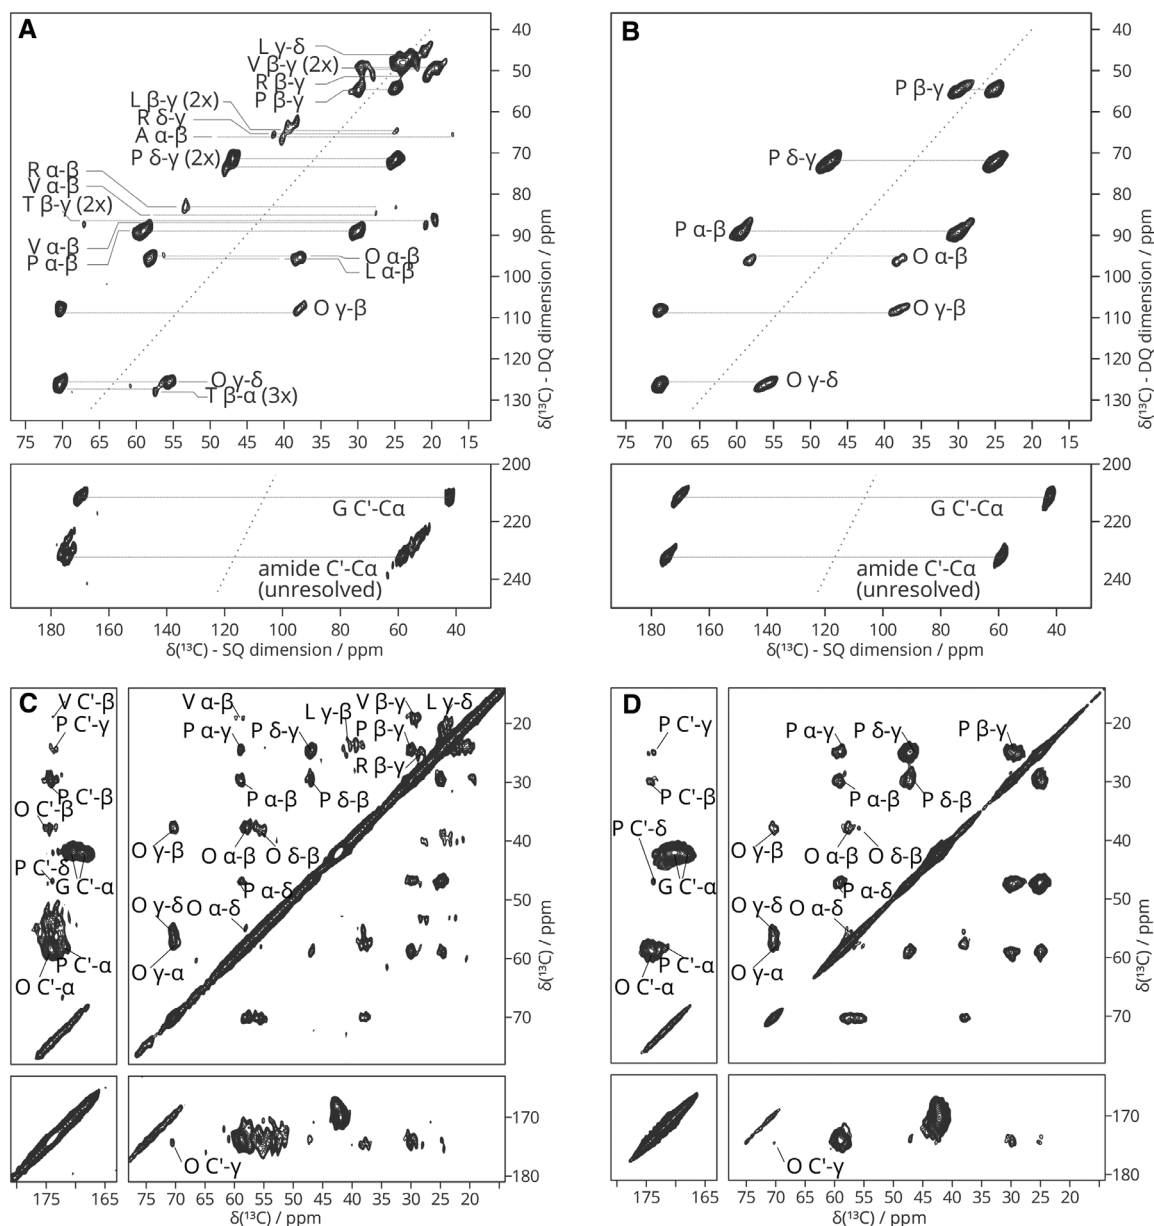 A
L γ-δ
V β-γ (2x)
R β-γ
P β-γ
L β-γ (2x)
R δ-γ
A α-β
P δ-γ (2x)
R α-β
V α-β
T β-γ (2x)
V α-β
P α-β
O α-β
L α-β
O γ-β
O γ-δ
T β-α (3x)
40
50
60
70
80
90
100
110
120
130
δ(¹³C) - DQ dimension / ppm
75 70 65 60 55 50 45 40 35 30 25 20 15
B
P β-γ
P δ-γ
P α-β
O α-β
O γ-β
O γ-δ
40
50
60
70
80
90
100
110
120
130
δ(¹³C) - DQ dimension / ppm
75 70 65 60 55 50 45 40 35 30 25 20 15
G C'-Cα
amide C'-Cα
(unresolved)
200
220
240
180 160 140 120 100 80 60 40
δ(¹³C) - SQ dimension / ppm
G C'-Cα
amide C'-Cα
(unresolved)
200
220
240
180 160 140 120 100 80 60 40
δ(¹³C) - SQ dimension / ppm
C
V C'-β
P C'-γ
P C'-β
O C'-β
P C'-δ
G C'-α
P C'-α
O C'-α
V α-β
P α-γ
P δ-γ
L γ-β
V β-γ
P β-γ
L γ-δ
R β-γ
P α-β
P δ-β
O γ-β
O α-β
O δ-β
P α-δ
O γ-δ
O α-δ
O γ-α
20
30
40
50
60
70
δ(¹³C) / ppm
O C'-γ
170
180
175 165
75 70 65 60 55 50 45 40 35 30 25 20
δ(¹³C) / ppm
D
P C'-γ
P C'-β
P C'-δ
G C'-α
P C'-α
O C'-α
P α-γ
P δ-γ
P β-γ
P α-β
P δ-β
O γ-β
O α-β
O δ-β
P α-δ
O γ-δ
O α-δ
O γ-α
20
30
40
50
60
70
δ(¹³C) / ppm
O C'-γ
170
180
175 165
75 70 65 60 55 50 45 40 35 30 25 20
δ(¹³C) / ppm